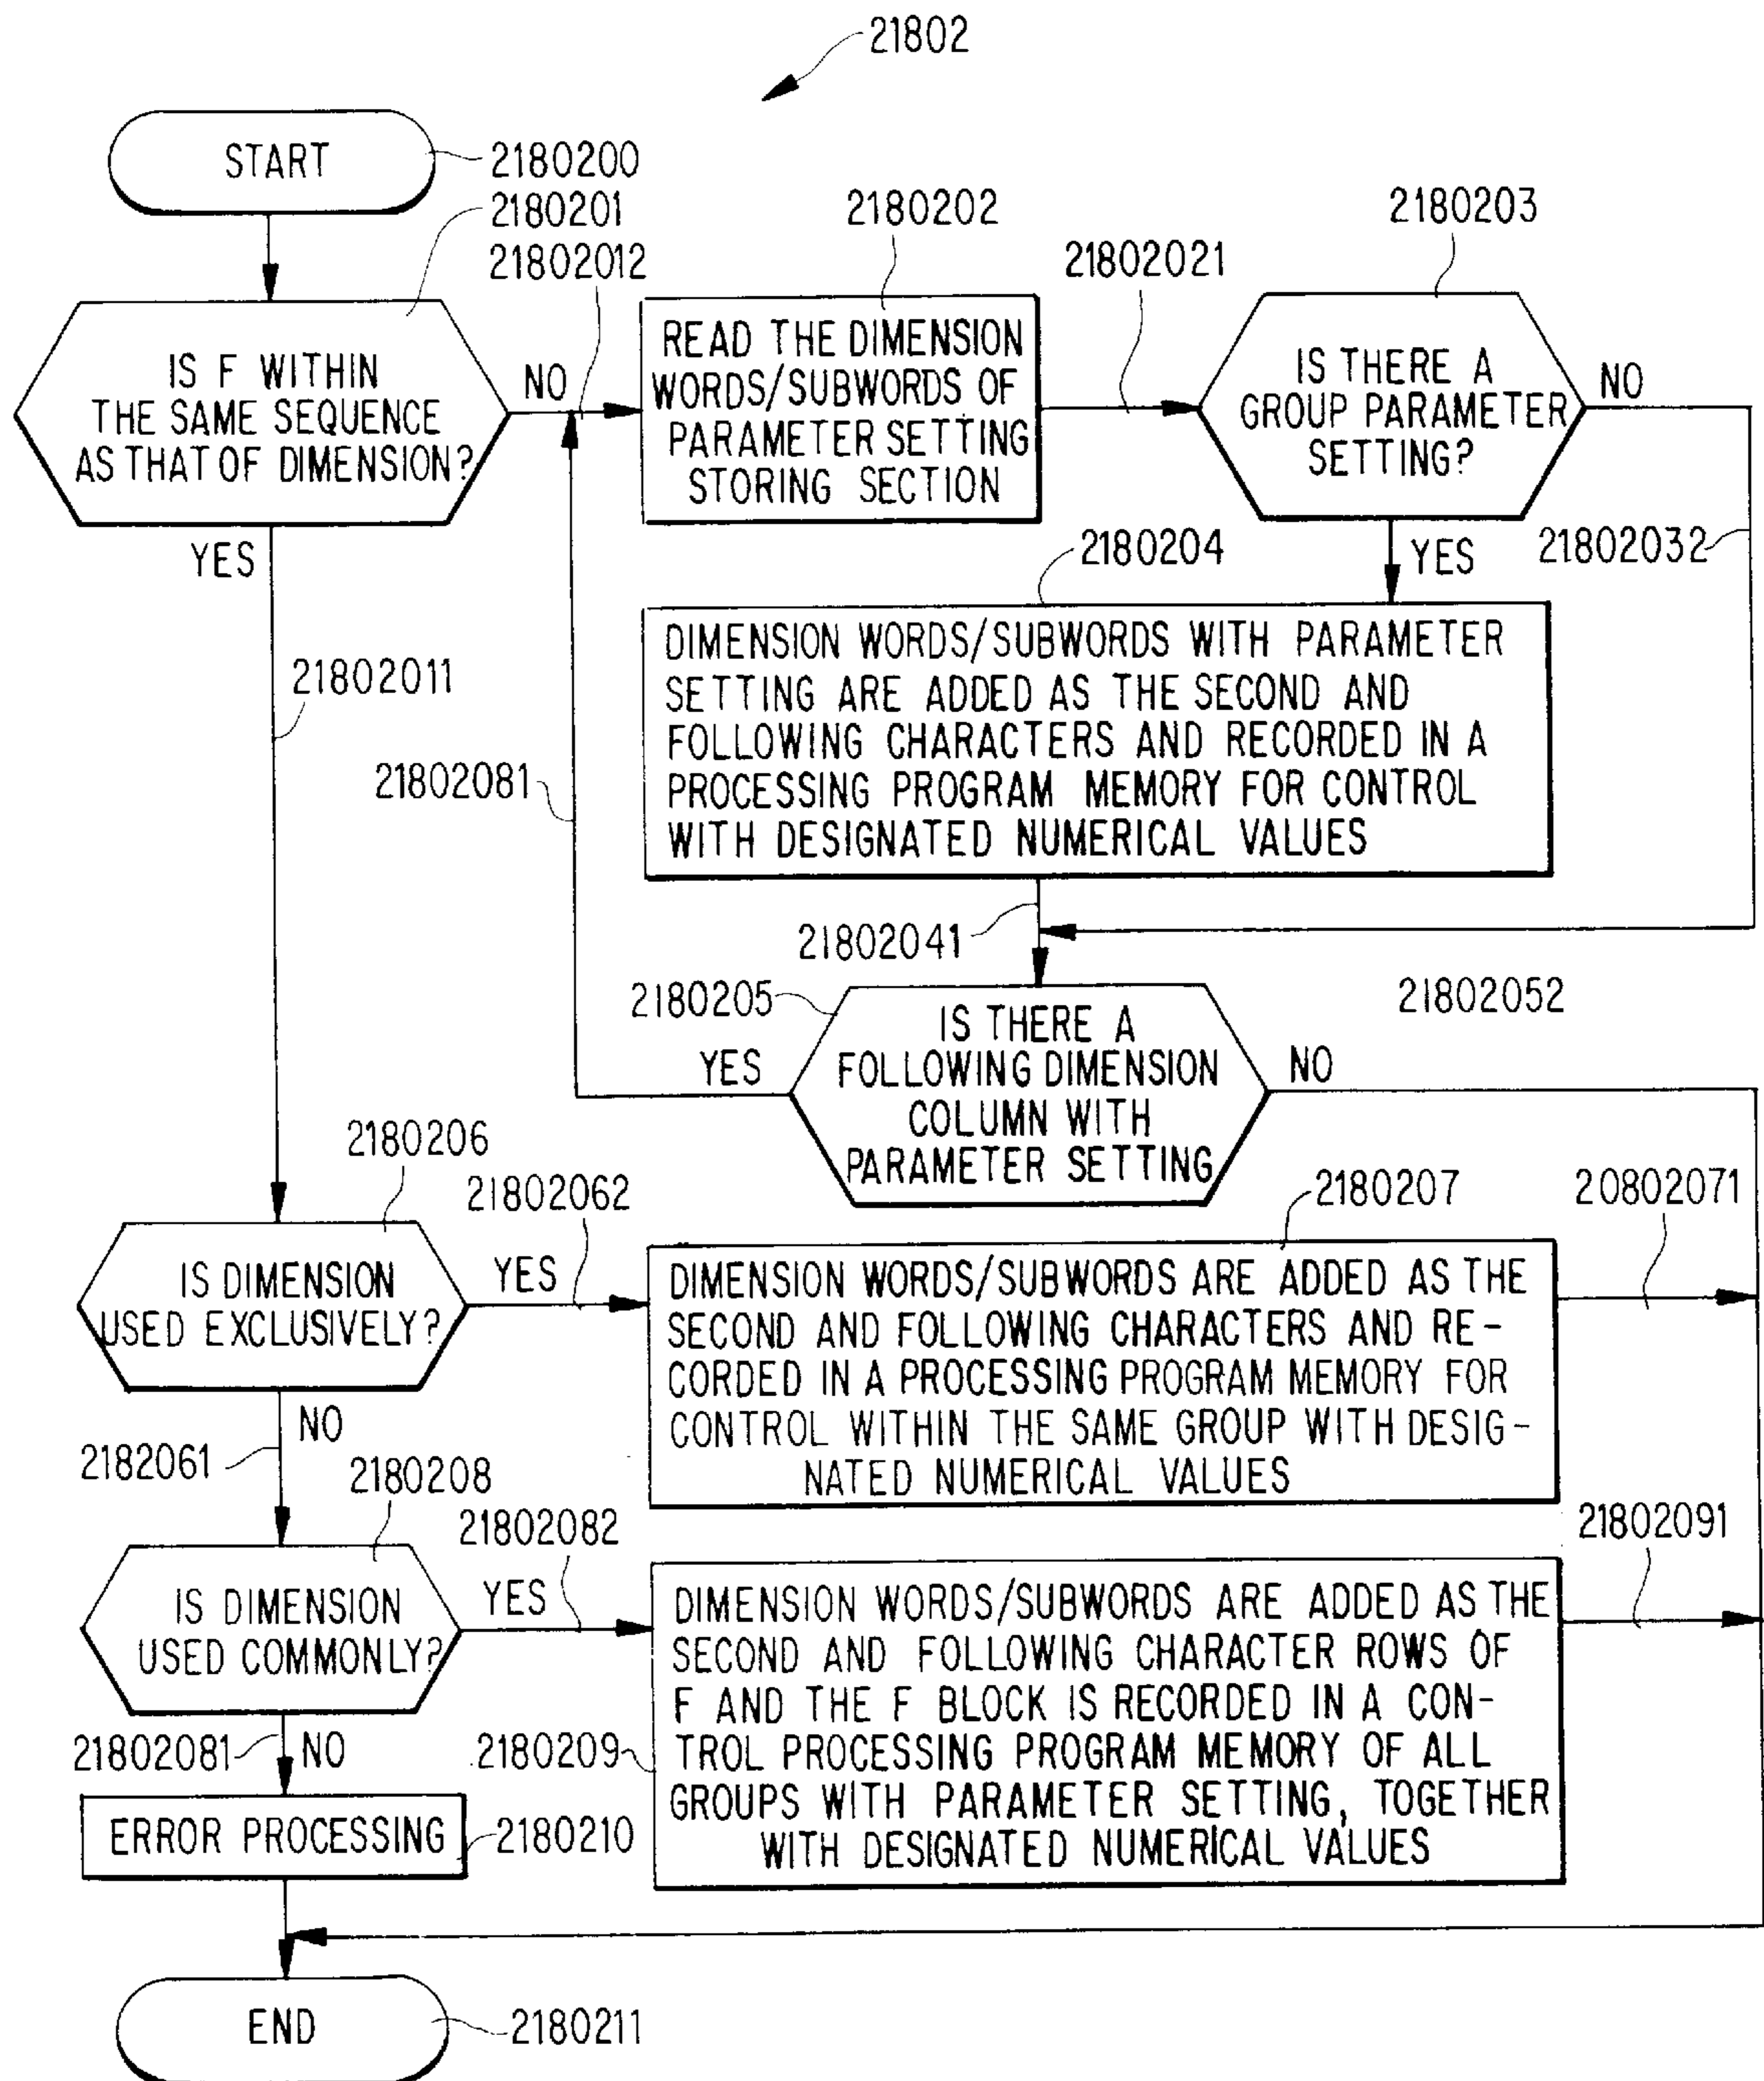 21802
START
2180200
2180201
21802012
2180202
21802021
2180203
IS F WITHIN
THE SAME SEQUENCE
AS THAT OF DIMENSION?
NO
READ THE DIMENSION
WORDS/SUBWORDS OF
PARAMETER SETTING
STORING SECTION
IS THERE A
GROUP PARAMETER
SETTING?
NO
YES
2180204
YES
21802032
21802011
DIMENSION WORDS/SUBWORDS WITH PARAMETER
SETTING ARE ADDED AS THE SECOND AND
FOLLOWING CHARACTERS AND RECORDED IN A
PROCESSING PROGRAM MEMORY FOR CONTROL
WITH DESIGNATED NUMERICAL VALUES
21802081
21802041
2180205
21802052
YES
IS THERE A
FOLLOWING DIMENSION
COLUMN WITH
PARAMETER SETTING
NO
2180206
21802062
2180207
20802071
IS DIMENSION
USED EXCLUSIVELY?
YES
DIMENSION WORDS/SUBWORDS ARE ADDED AS THE
SECOND AND FOLLOWING CHARACTERS AND RE-
CORDED IN A PROCESSING PROGRAM MEMORY FOR
CONTROL WITHIN THE SAME GROUP WITH DESIG-
NATED NUMERICAL VALUES
NO
2182061
2180208
21802082
21802091
IS DIMENSION
USED COMMONLY?
YES
DIMENSION WORDS/SUBWORDS ARE ADDED AS THE
SECOND AND FOLLOWING CHARACTER ROWS OF
F AND THE F BLOCK IS RECORDED IN A CON-
TROL PROCESSING PROGRAM MEMORY OF ALL
GROUPS WITH PARAMETER SETTING, TOGETHER
WITH DESIGNATED NUMERICAL VALUES
21802081
NO
2180209
ERROR PROCESSING
2180210
END
2180211